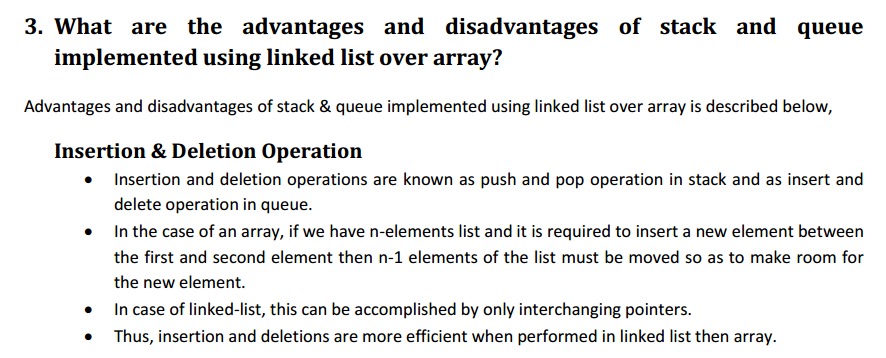 3. What are the advantages and disadvantages of stack and queue
implemented using linked list over array?
Advantages and disadvantages of stack & queue implemented using linked list over array is described below,
Insertion & Deletion Operation
• Insertion and deletion operations are known as push and pop operation in stack and as insert and
delete operation in queue.
• In the case of an array, if we have n-elements list and it is required to insert a new element between
the first and second element then n-1 elements of the list must be moved so as to make room for
the new element.
• In case of linked-list, this can be accomplished by only interchanging pointers.
• Thus, insertion and deletions are more efficient when performed in linked list then array.